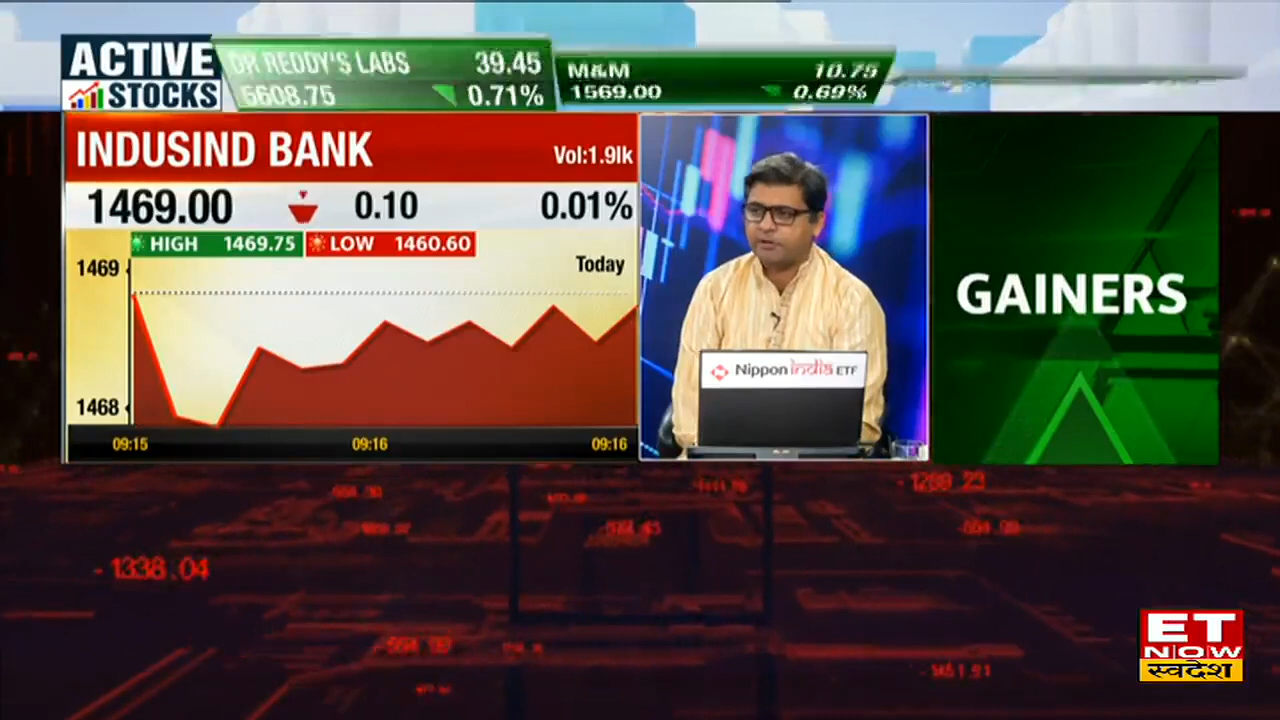 ACTIVE
STOCKS
DR REDDY'S LABS 39.45
5608.75 0.71%
M&M 10.75
1569.00 0.69%
INDUSIND BANK Vol:1.9lk
1469.00 0.10 0.01%
HIGH 1469.75 LOW 1460.60
Today
1469
1468
09:15 09:16 09:16
Nippon India ETF
GAINERS
- 1289.23
- 1338.04
ET
NOW
स्वदेश